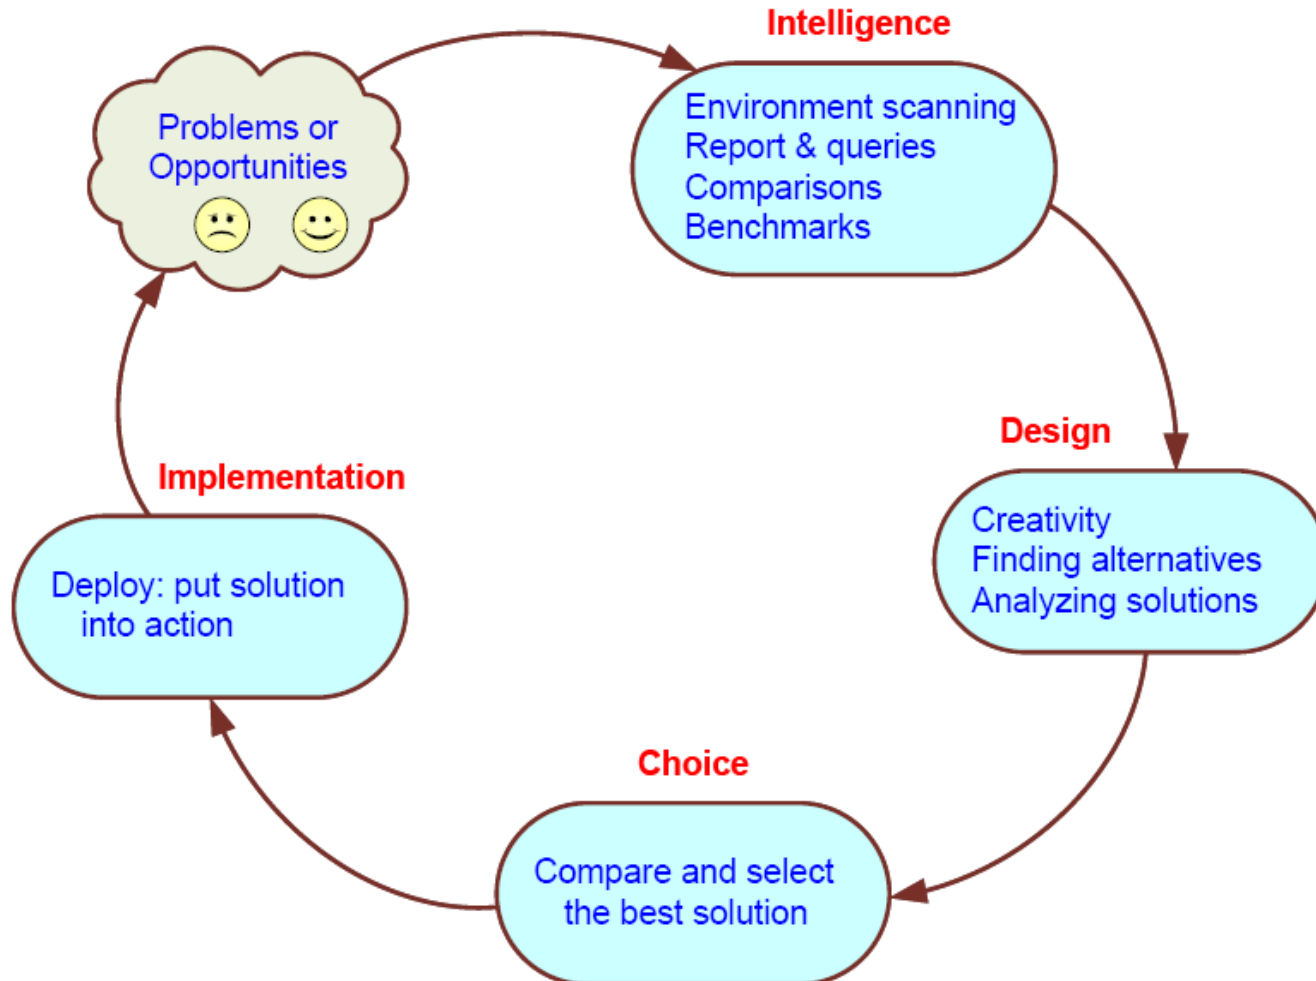 Intelligence
Problems or
Opportunities
Environment scanning
Report & queries
Comparisons
Benchmarks
Design
Creativity
Finding alternatives
Analyzing solutions
Choice
Compare and select
the best solution
Implementation
Deploy: put solution
into action